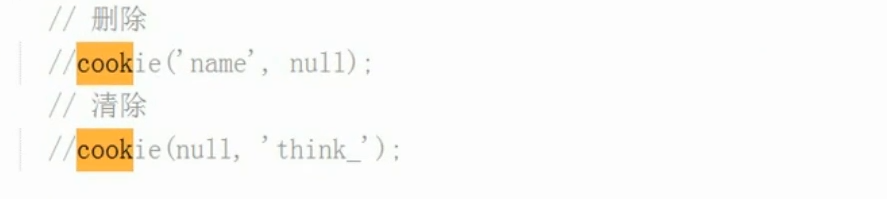 // 删除
//cookie('name', null);
// 清除
//cookie(null, 'think_');